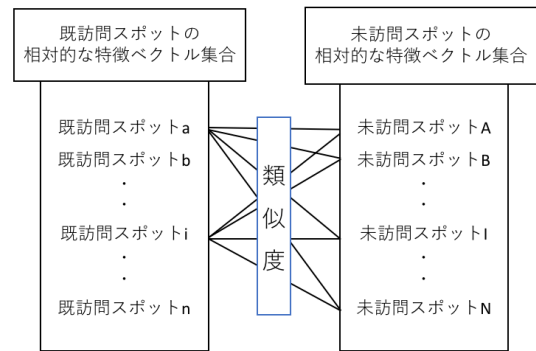 既訪問スポットの
相対的な特徴ベクトル集合
既訪問スポットa
既訪問スポットb
・
・
既訪問スポットi
・
・
既訪問スポットn
類
似
度
未訪問スポットの
相対的な特徴ベクトル集合
未訪問スポットA
未訪問スポットB
・
・
未訪問スポットI
・
・
未訪問スポットN